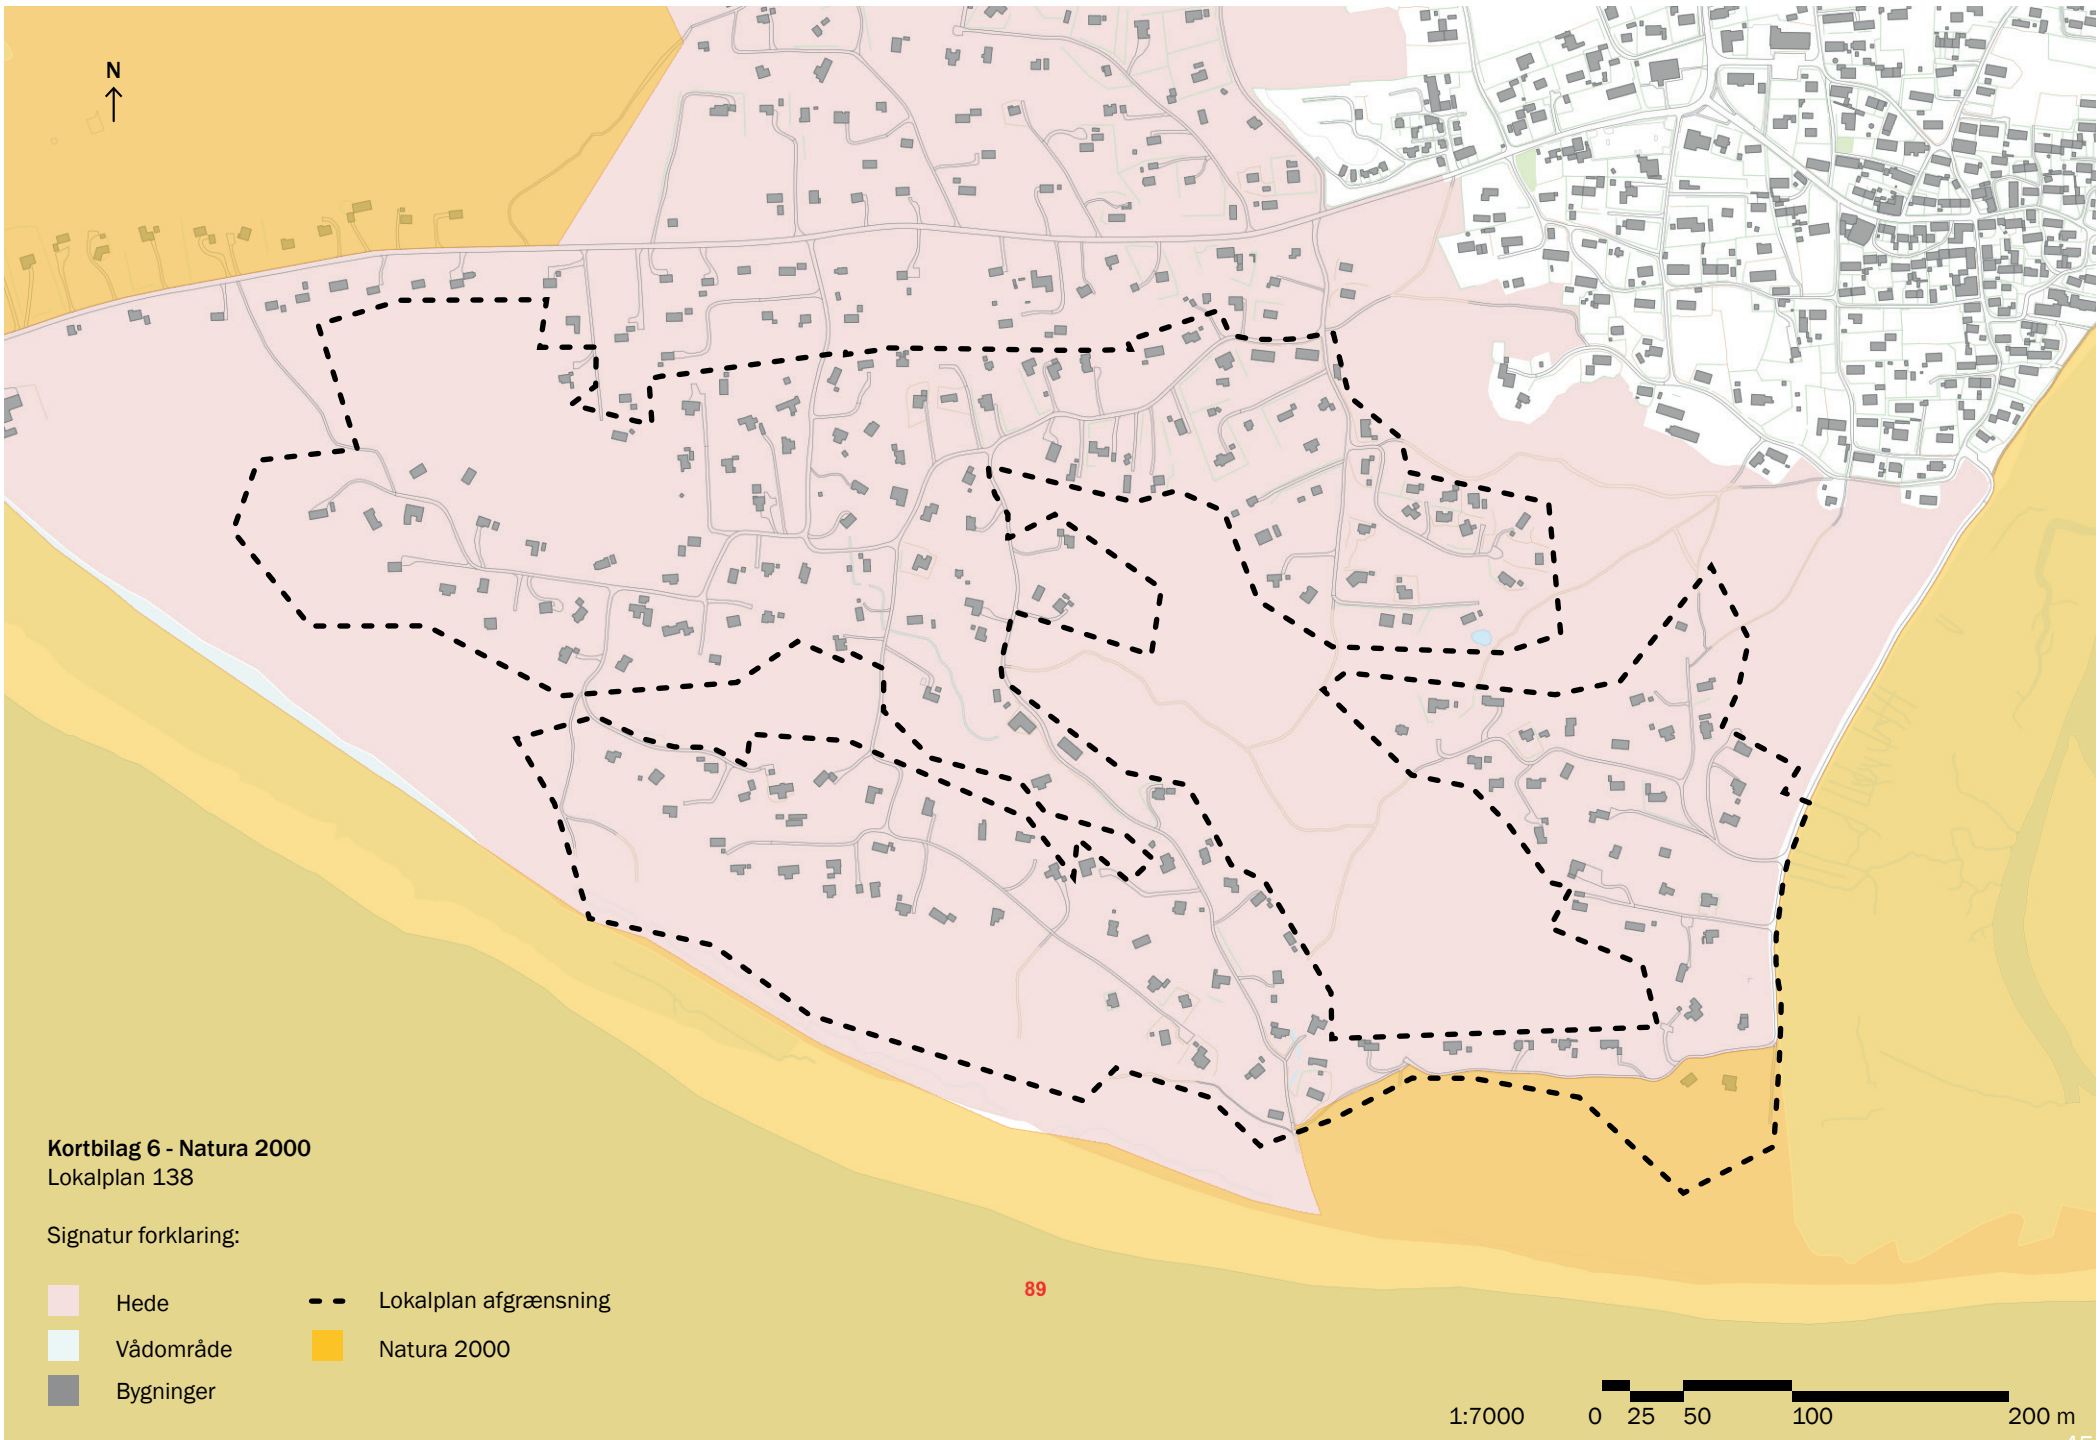 N
Kortbilag 6 - Natura 2000
Lokalplan 138
Signatur forklaring:
Hede
Vådområde
Bygninger
Lokalplan afgrænsning
Natura 2000
89
1:7000
0 25 50 100 200 m